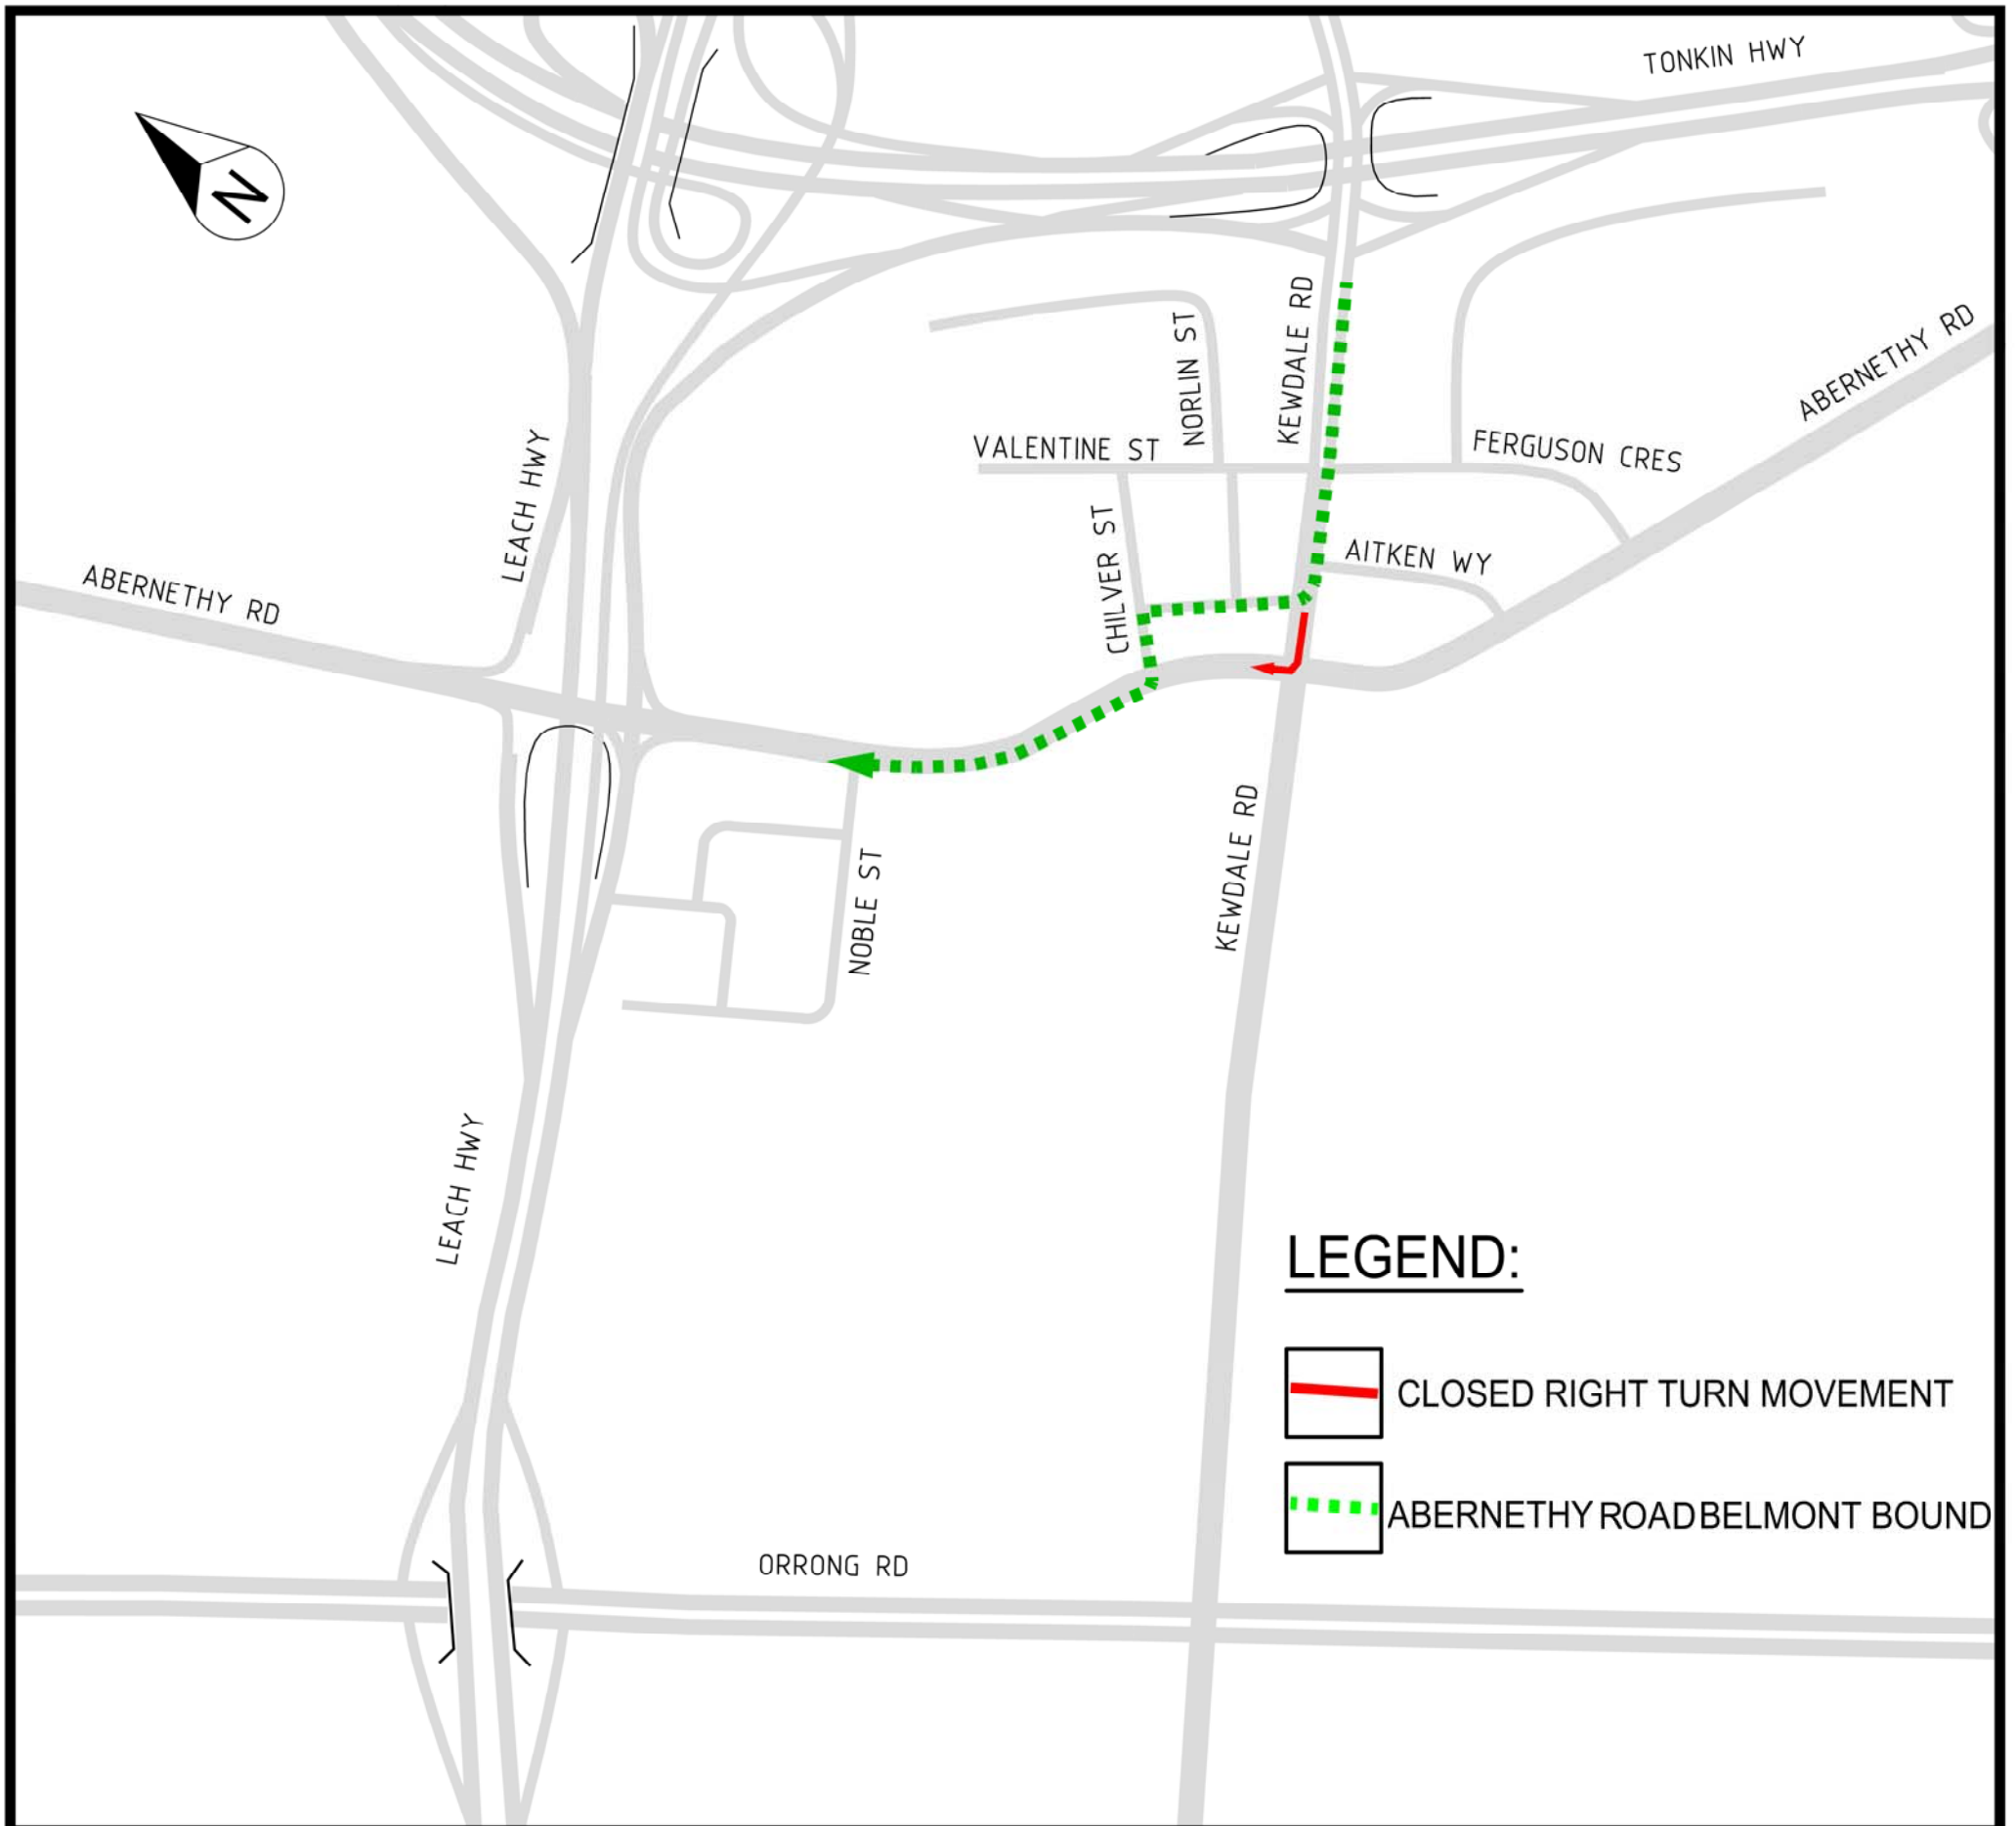 TONKIN HWY
N
KEWDALE RD
NORLIN ST
ABERNETHY RD
VALENTINE ST
FERGUSON CRES
LEACH HWY
CHILVER ST
AITKEN WY
ABERNETHY RD
KEWDALE RD
NOBLE ST
LEACH HWY
LEGEND:
CLOSED RIGHT TURN MOVEMENT
ABERNETHY ROAD BELMONT BOUND
ORRONG RD